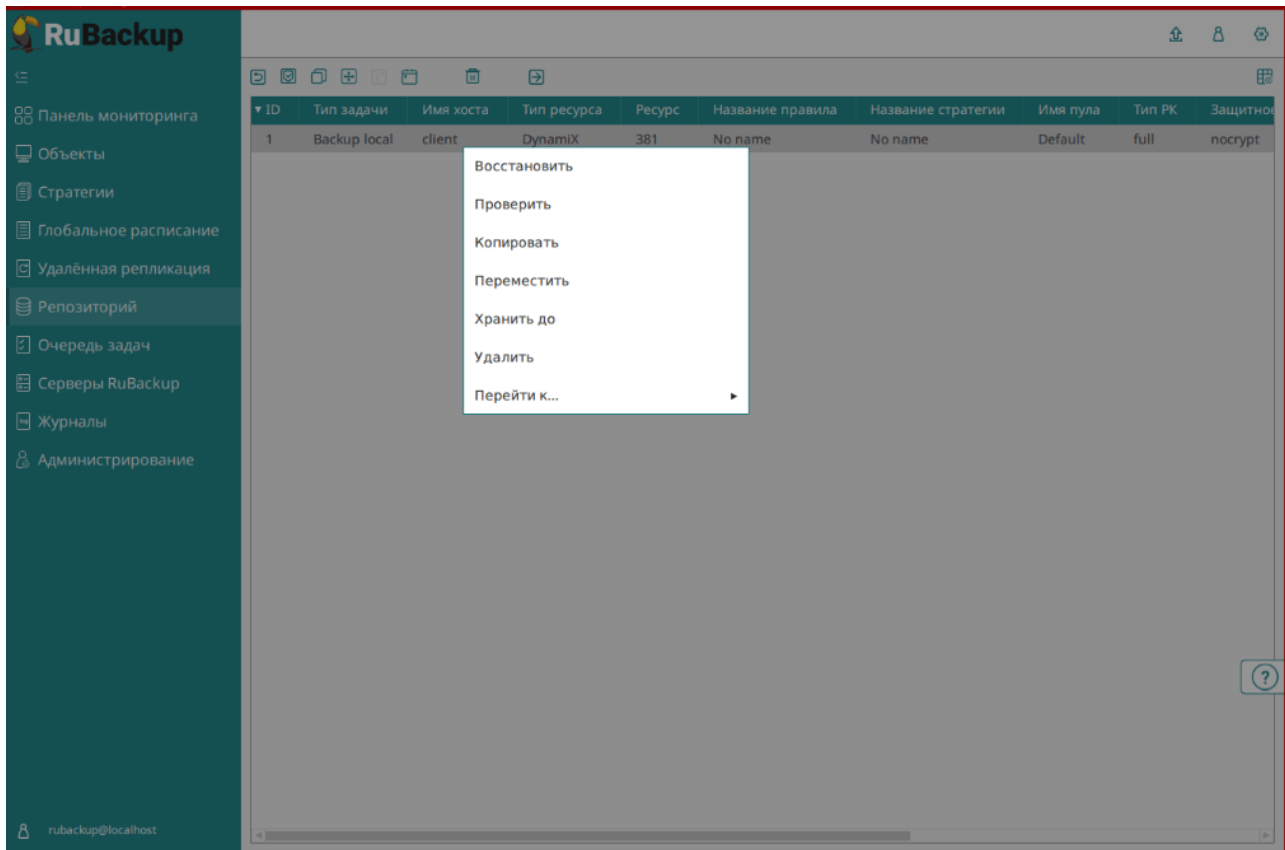 RuBackup
Панель мониторинга
Объекты
Стратегии
Глобальное расписание
Удалённая репликация
Репозиторий
Очередь задач
Серверы RuBackup
Журналы
Администрирование
rubackup@localhost
ID Тип задачи Имя хоста Тип ресурса Ресурс Название правила Название стратегии Имя пула Тип РК Защитное
1 Backup local client DynamiX 381 No name No name Default full nocrypt
Восстановить
Проверить
Копировать
Переместить
Хранить до
Удалить
Перейти к...
?